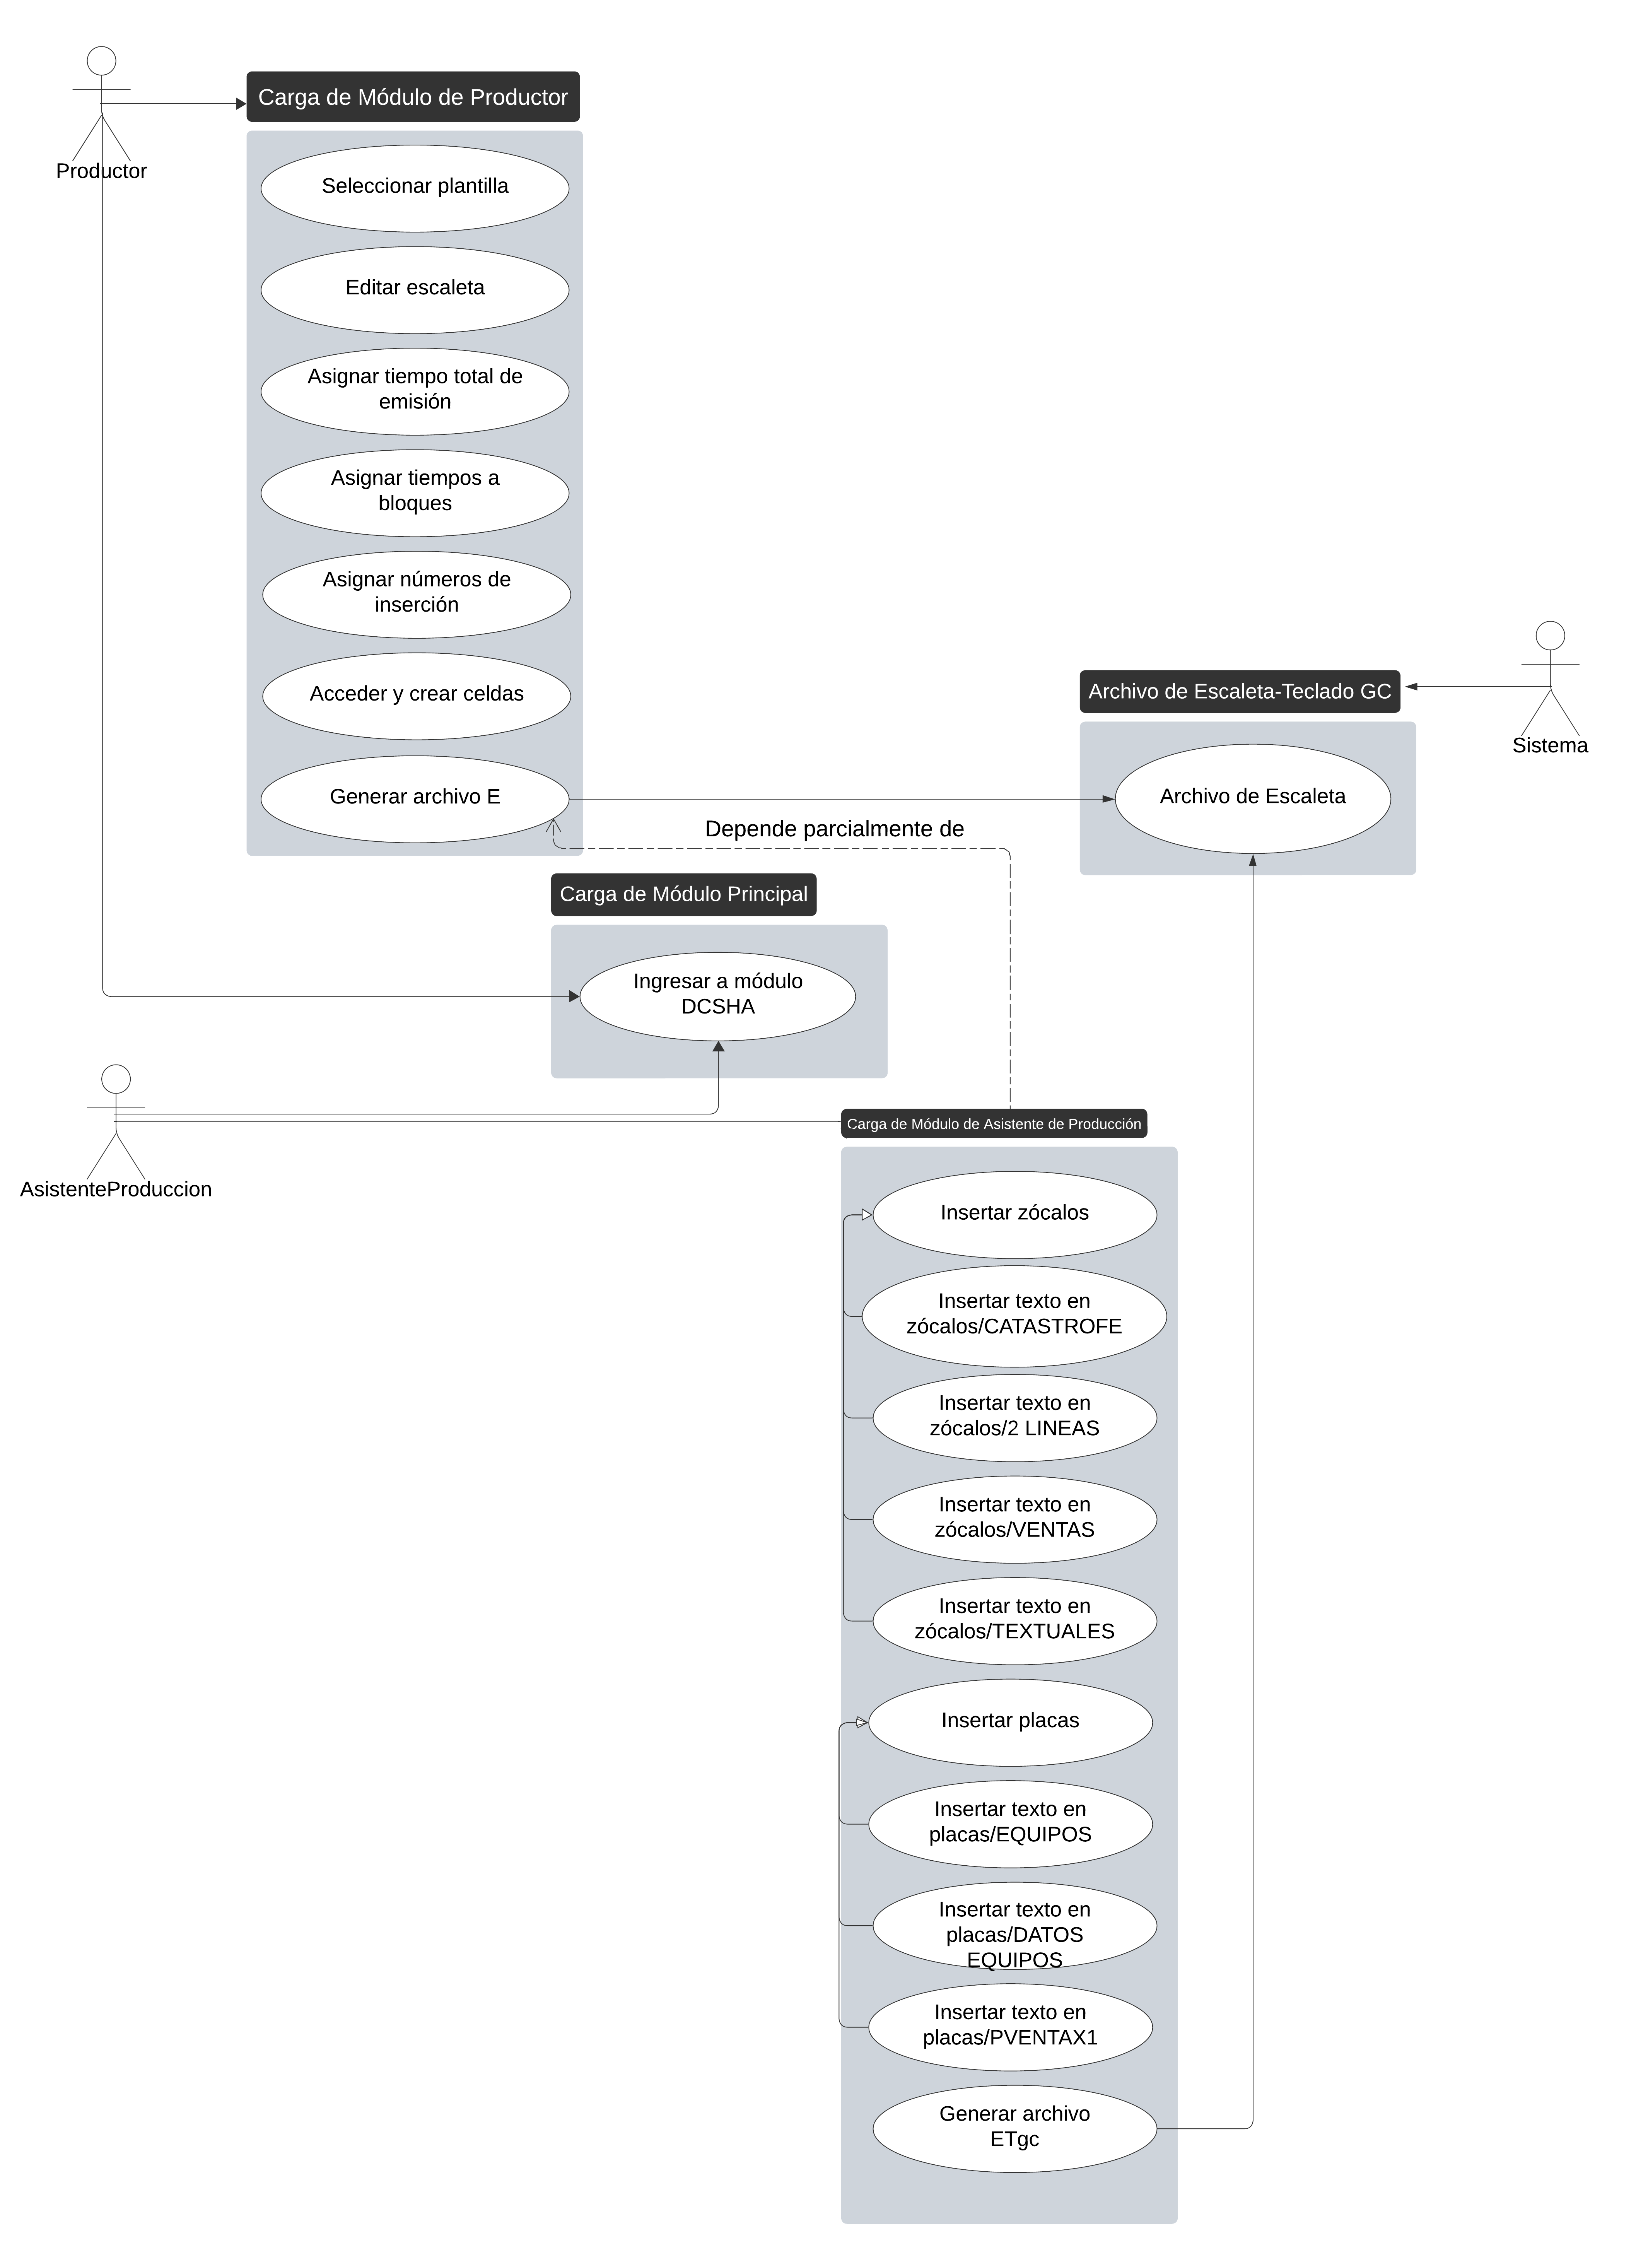 Carga de Módulo de Productor
Productor
Seleccionar plantilla
Editar escaleta
Asignar tiempo total de
emisión
Asignar tiempos a
bloques
Asignar números de
inserción
Acceder y crear celdas
Generar archivo E
Archivo de Escaleta-Teclado GC
Sistema
Archivo de Escaleta
Depende parcialmente de
Carga de Módulo Principal
Ingresar a módulo
DCSHA
AsistenteProduccion
Carga de Módulo de Asistente de Producción
Insertar zócalos
Insertar texto en
zócalos/CATASTROFE
Insertar texto en
zócalos/2 LINEAS
Insertar texto en
zócalos/VENTAS
Insertar texto en
zócalos/TEXTUALES
Insertar placas
Insertar texto en
placas/EQUIPOS
Insertar texto en
placas/DATOS
EQUIPOS
Insertar texto en
placas/PVENTAX1
Generar archivo
ETgc